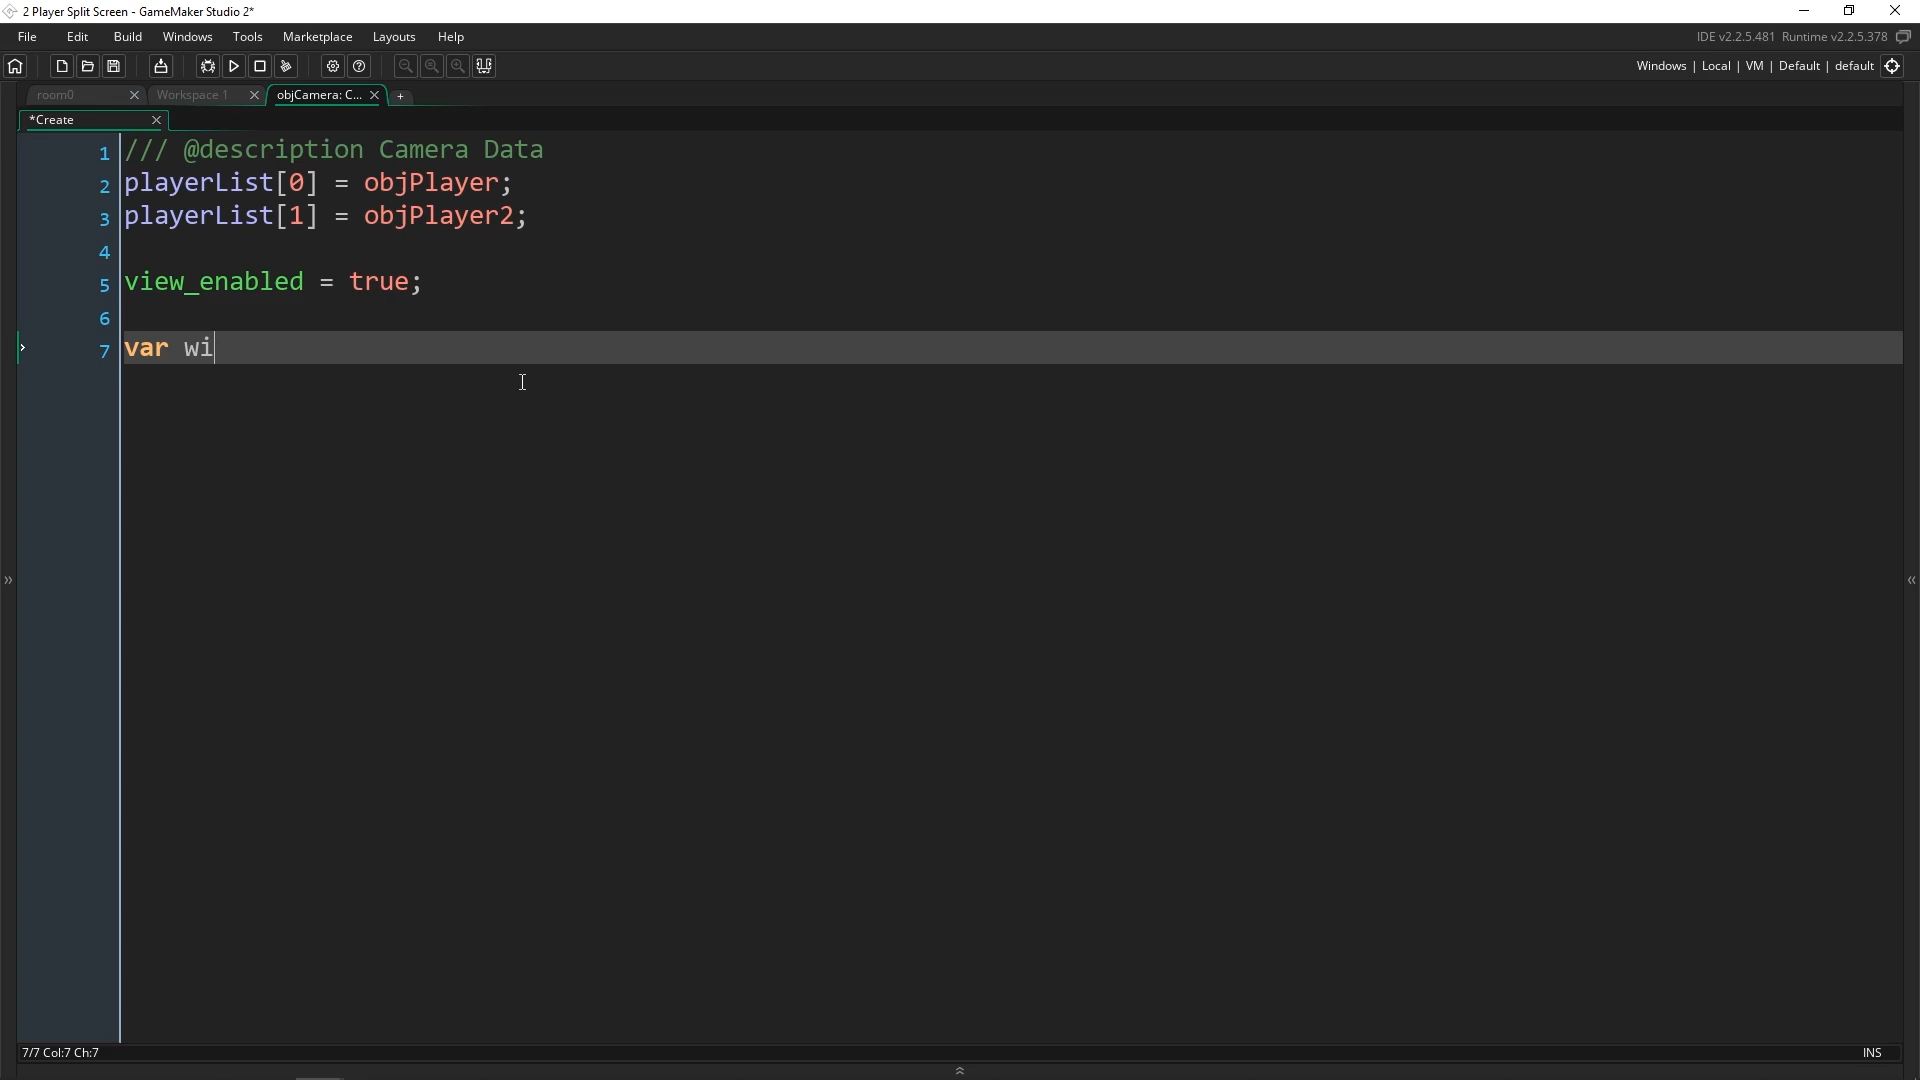 2 Player Split Screen - GameMaker Studio 2*
File Edit Build Windows Tools Marketplace Layouts Help
IDE v2.2.5.481 Runtime v2.2.5.378
Windows | Local | VM | Default | default
room0 Workspace 1 objCamera: C... +
*Create
1 /// @description Camera Data
2 playerList[0] = objPlayer;
3 playerList[1] = objPlayer2;
4
5 view_enabled = true;
6
7 var wi
7/7 Col:7 Ch:7 INS